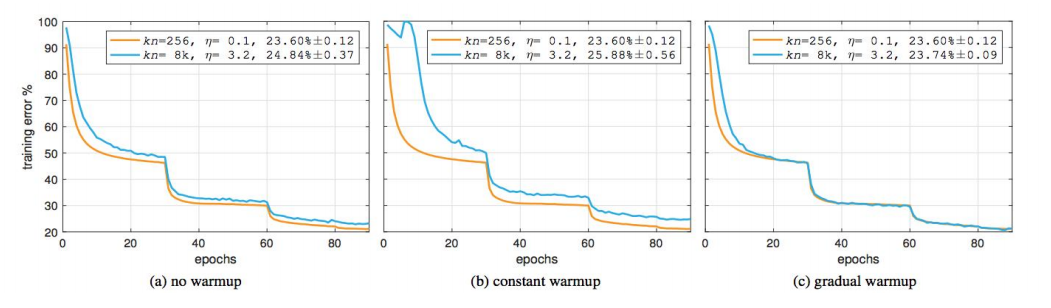 100
90
80
70
60
50
40
30
20
training error %
kn=256, η= 0.1, 23.60%±0.12
kn= 8k, η= 3.2, 24.84%±0.37
0 20 40 60 80
epochs
(a) no warmup
kn=256, η= 0.1, 23.60%±0.12
kn= 8k, η= 3.2, 25.88%±0.56
0 20 40 60 80
epochs
(b) constant warmup
kn=256, η= 0.1, 23.60%±0.12
kn= 8k, η= 3.2, 23.74%±0.09
0 20 40 60 80
epochs
(c) gradual warmup